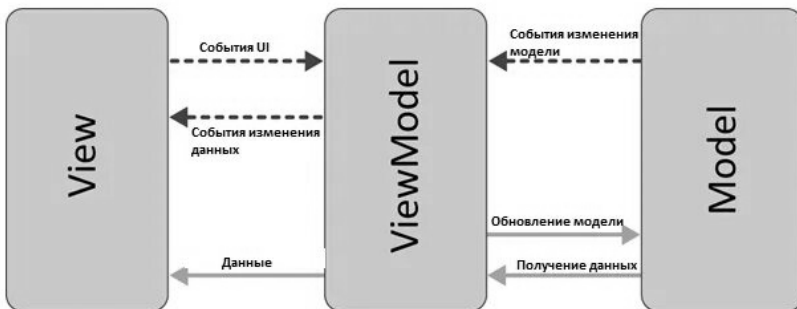 View
События UI
События изменения
данных
Данные
ViewModel
События изменения
модели
Обновление модели
Получение данных
Model